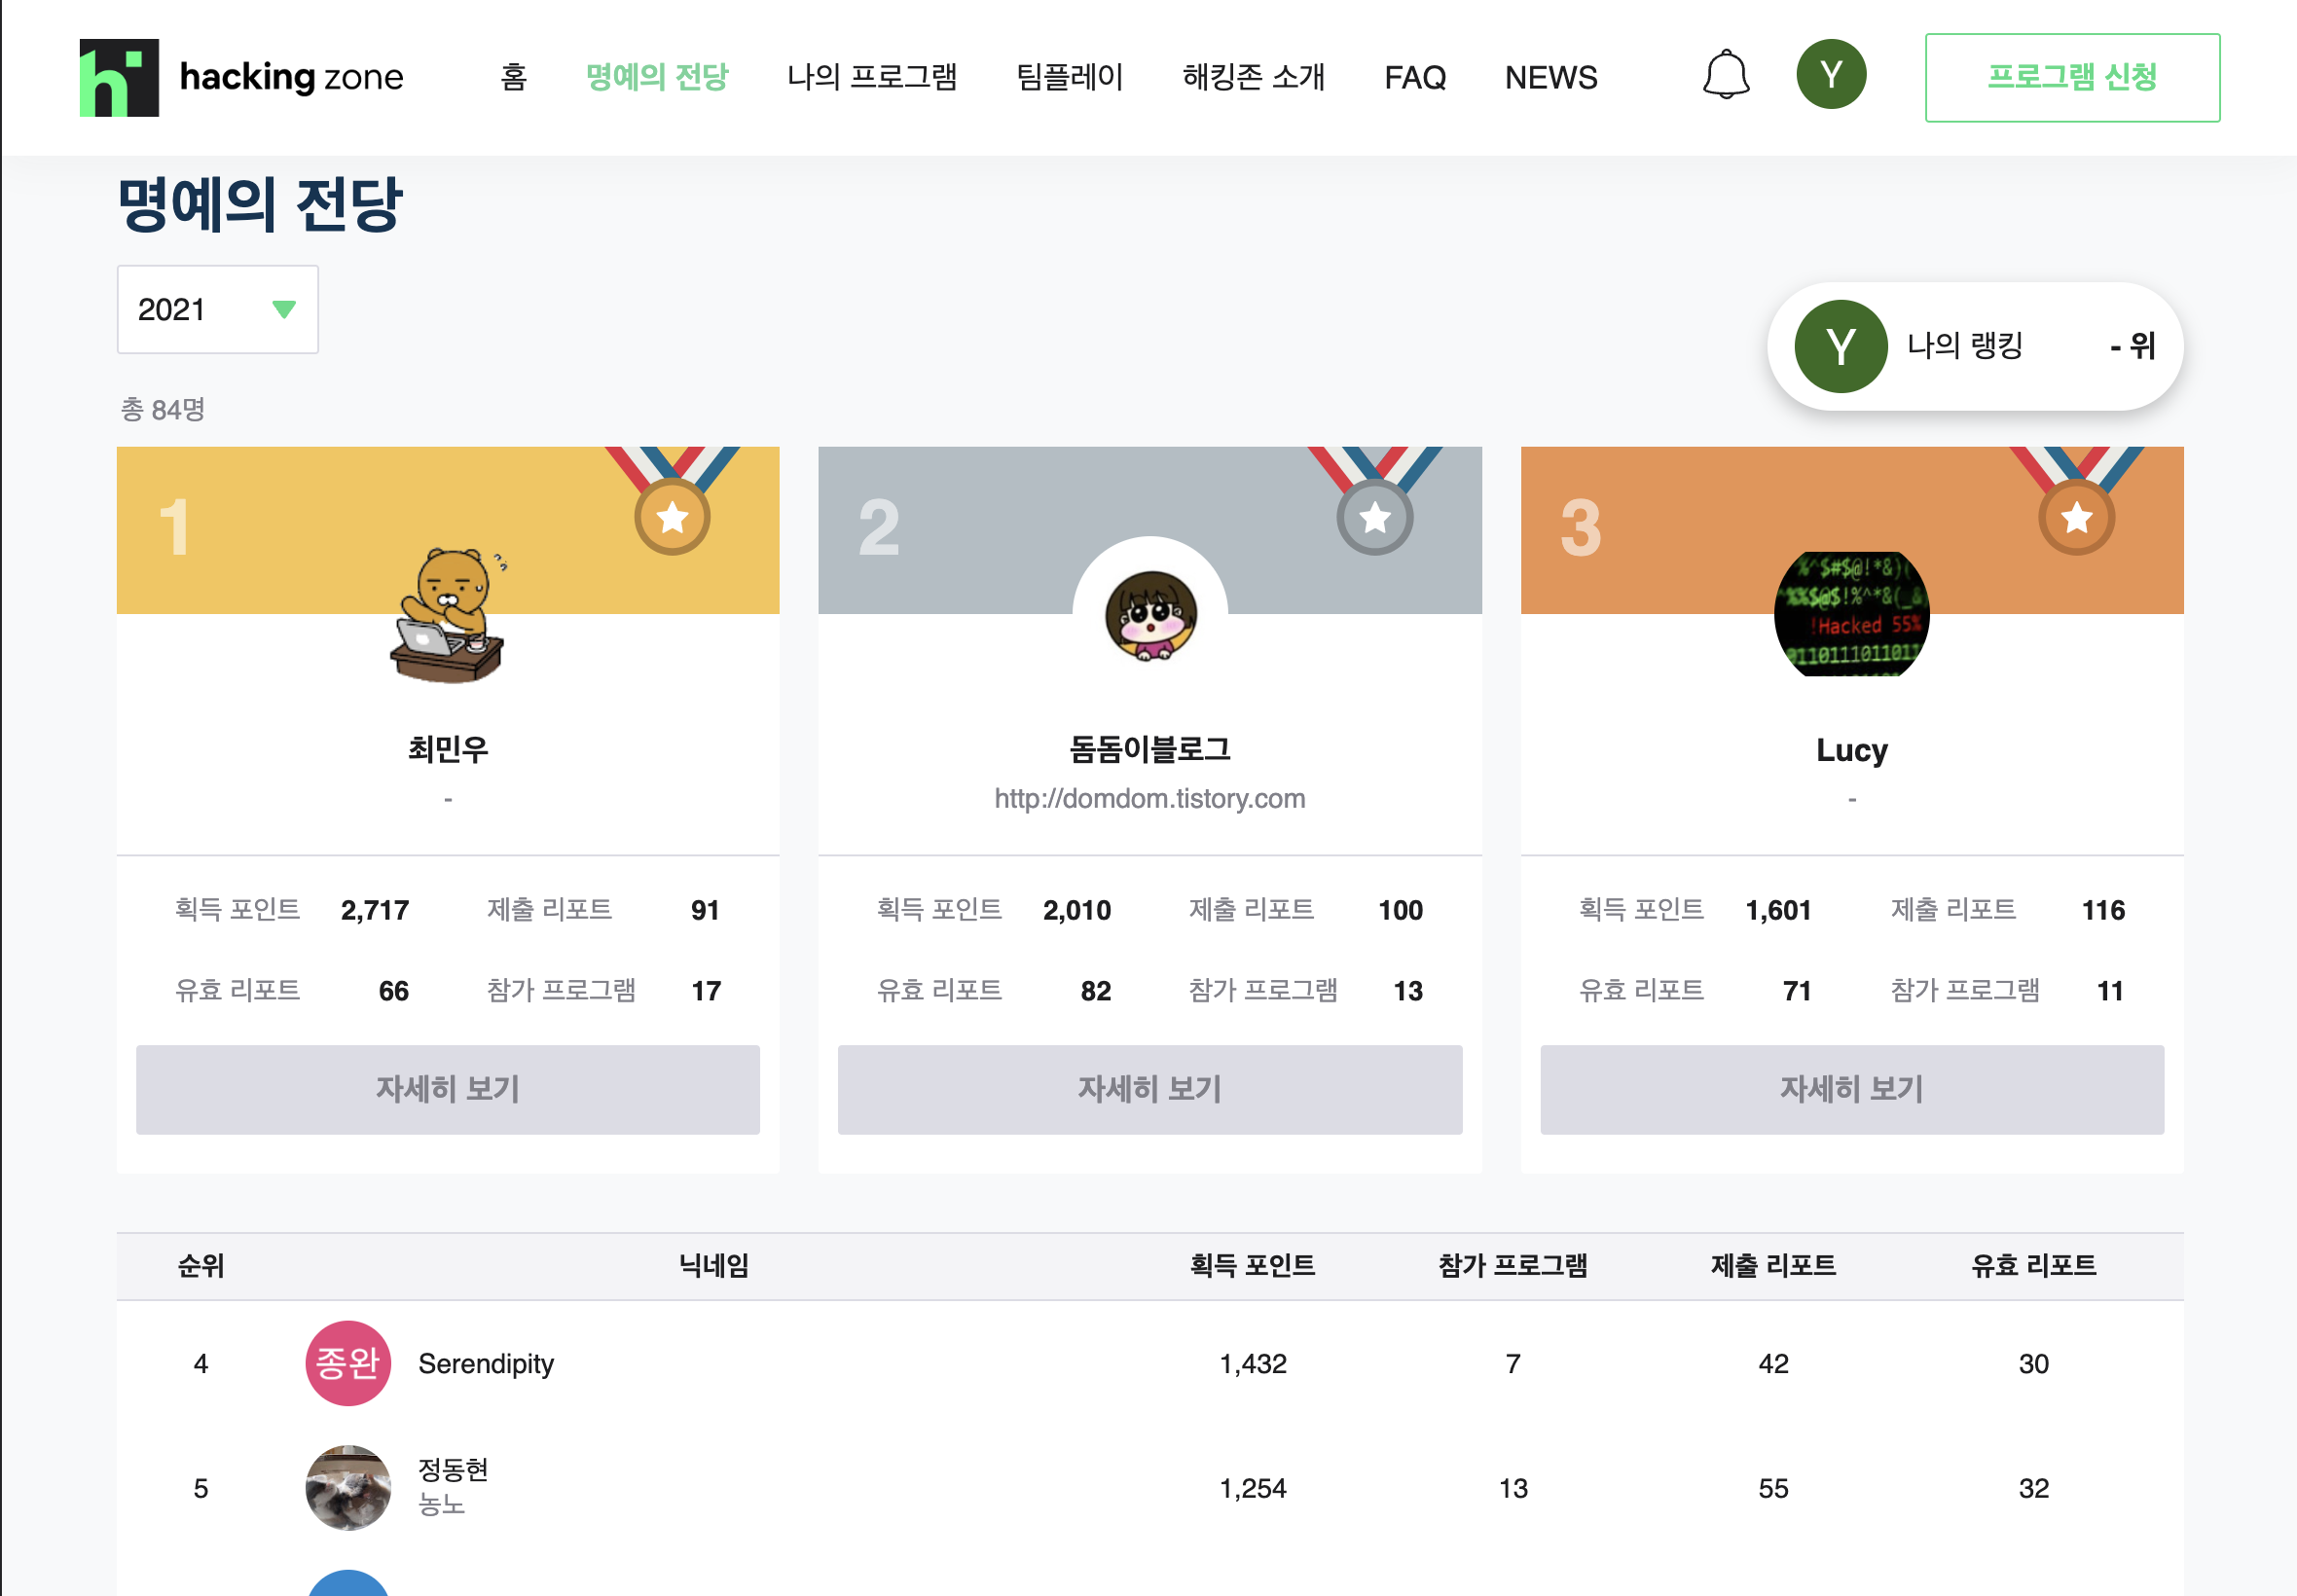 hacking zone 홈 명예의 전당 나의 프로그램 팀플레이 해킹존 소개 FAQ NEWS Y 프로그램 신청
명예의 전당
2021
Y 나의 랭킹 - 위
총 84명
1
2
3
%^$#$@!*&)(
%%$@$!%^*&(_&
!Hacked 55%
0110111011011
최민우
-
돔돔이블로그
http://domdom.tistory.com
Lucy
-
획득 포인트 2,717 제출 리포트 91
유효 리포트 66 참가 프로그램 17
자세히 보기
획득 포인트 2,010 제출 리포트 100
유효 리포트 82 참가 프로그램 13
자세히 보기
획득 포인트 1,601 제출 리포트 116
유효 리포트 71 참가 프로그램 11
자세히 보기
순위 닉네임 획득 포인트 참가 프로그램 제출 리포트 유효 리포트
4 종완 Serendipity 1,432 7 42 30
5 정동현 1,254 13 55 32
농노